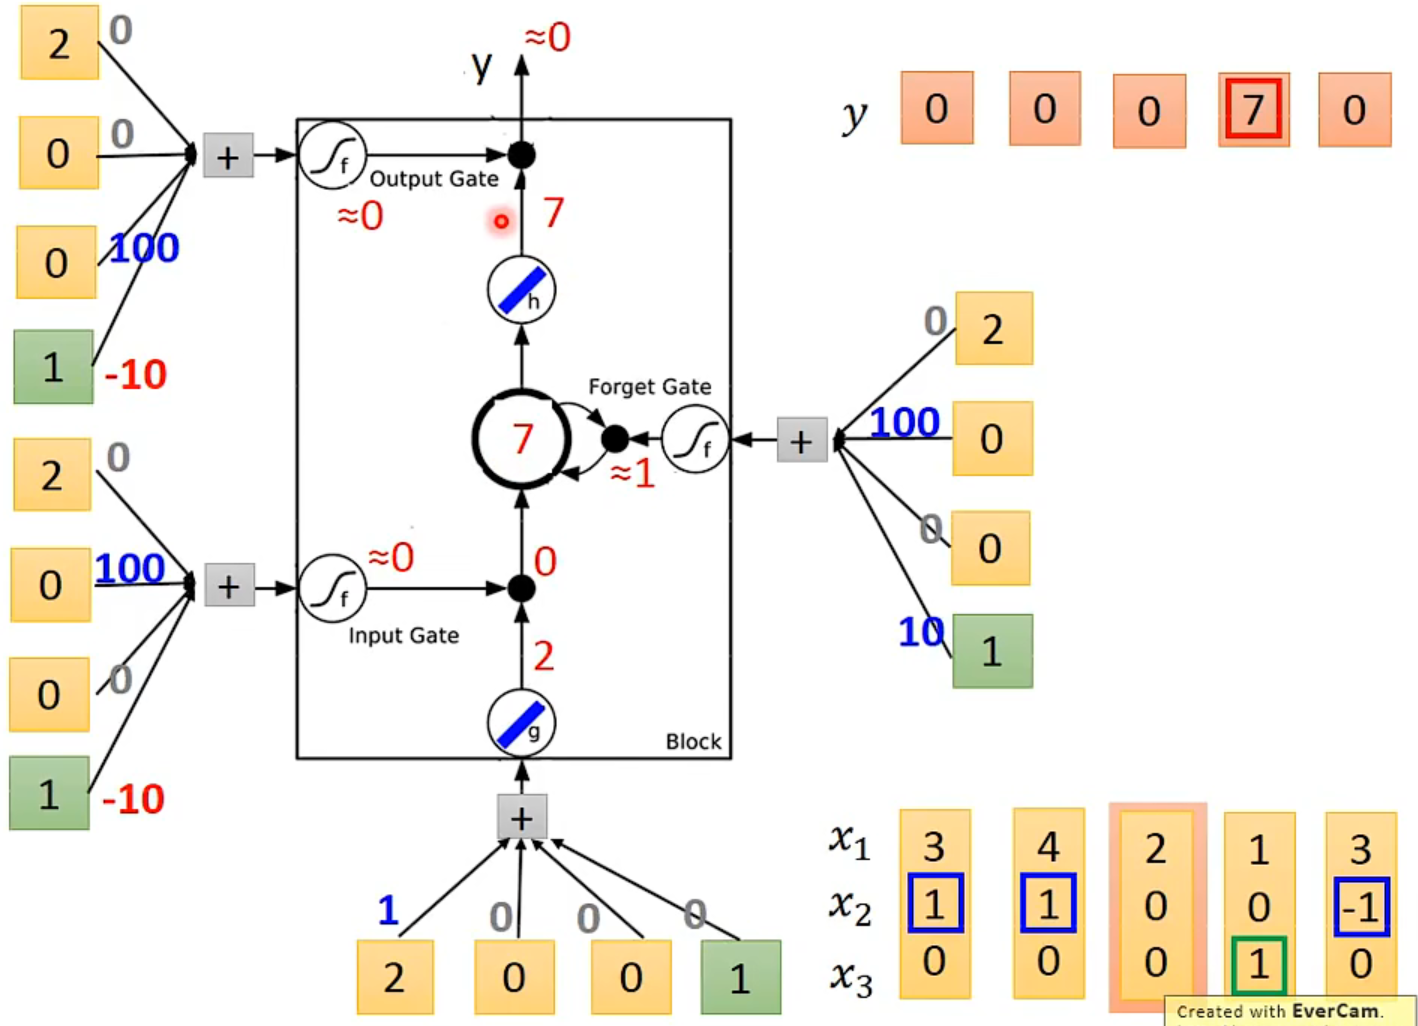 2 0
0 0
0 100
1 -10
+
y ≈0
f
Output Gate
≈0
7
h
7
Forget Gate
f
≈1
+
0 2
100 0
0 0
10 1
2 0
0 100
0 0
1 -10
+
f
≈0
Input Gate
0
2
g
Block
+
1 0 0 0
2 0 0 1
y 0 0 0 7 0
x₁ 3 4 2 1 3
x₂ 1 1 0 0 -1
x₃ 0 0 0 1 0
Created with EverCam.